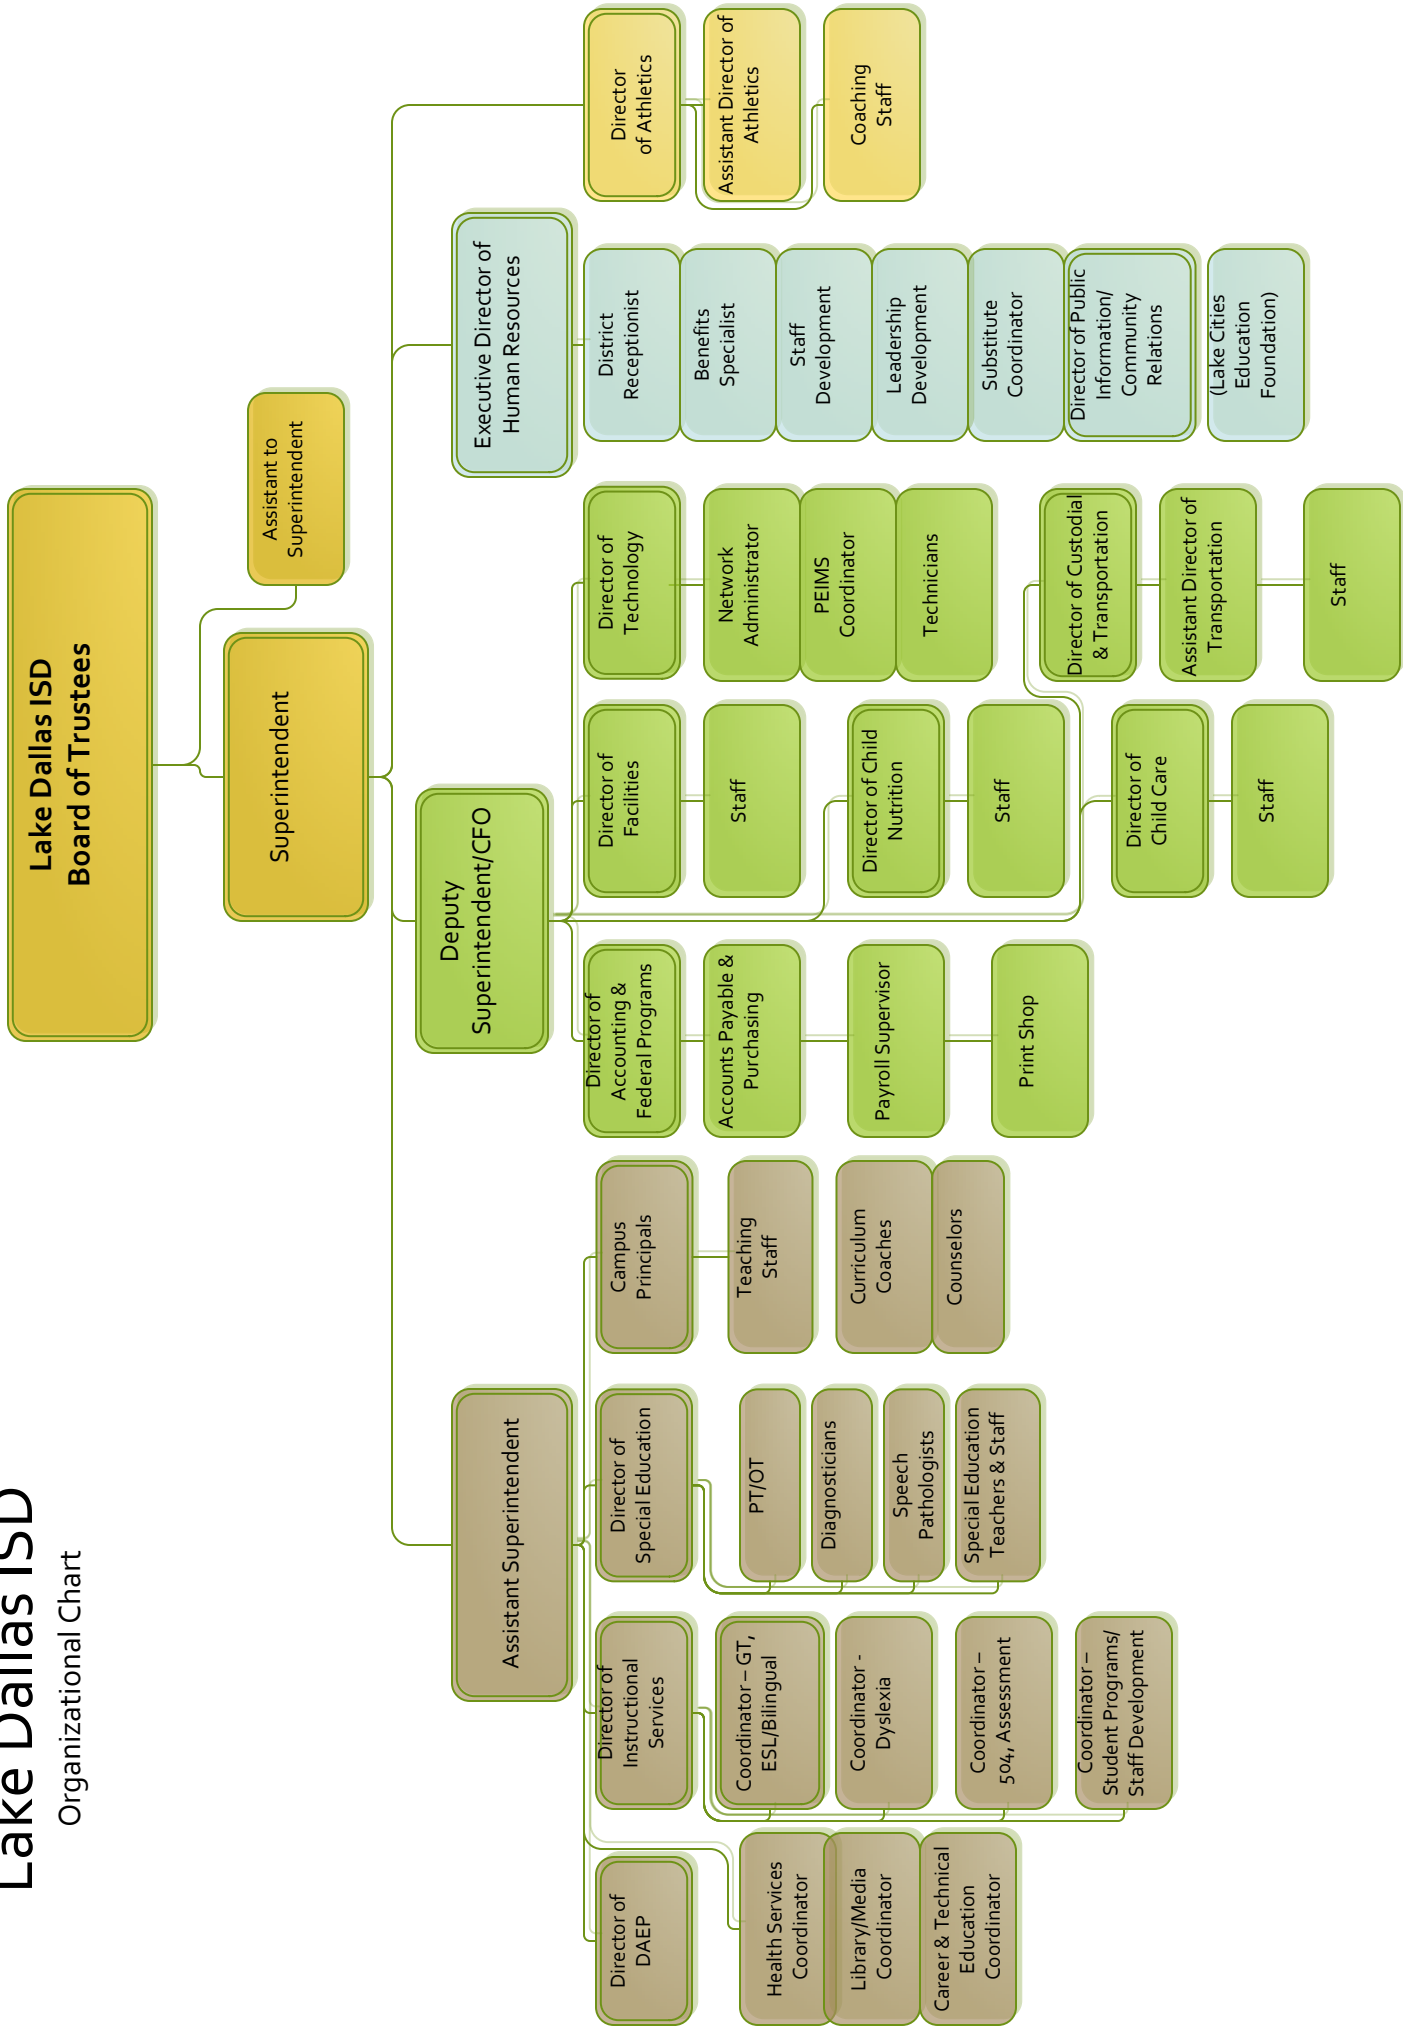 Lake Dallas ISD
Organizational Chart
Lake Dallas ISD
Board of Trustees
Assistant to
Superintendent
Superintendent
Assistant Superintendent
Deputy
Superintendent/CFO
Executive Director of
Human Resources
Director of
DAEP
Health Services
Coordinator
Library/Media
Coordinator
Career & Technical
Education
Coordinator
Director of
Instructional
Services
Coordinator – GT,
ESL/Bilingual
Coordinator -
Dyslexia
Coordinator –
504, Assessment
Coordinator –
Student Programs/
Staff Development
Director of
Special Education
PT/OT
Diagnosticians
Speech
Pathologists
Special Education
Teachers & Staff
Campus
Principals
Teaching
Staff
Curriculum
Coaches
Counselors
Director of
Accounting &
Federal Programs
Accounts Payable &
Purchasing
Payroll Supervisor
Print Shop
Director of
Facilities
Staff
Director of Child
Nutrition
Staff
Director of
Child Care
Staff
Director of
Technology
Network
Administrator
PEIMS
Coordinator
Technicians
Director of Custodial
& Transportation
Assistant Director of
Transportation
Staff
District
Receptionist
Benefits
Specialist
Staff
Development
Leadership
Development
Substitute
Coordinator
Director of Public
Information/
Community
Relations
(Lake Cities
Education
Foundation)
Director
of Athletics
Assistant Director of
Athletics
Coaching
Staff